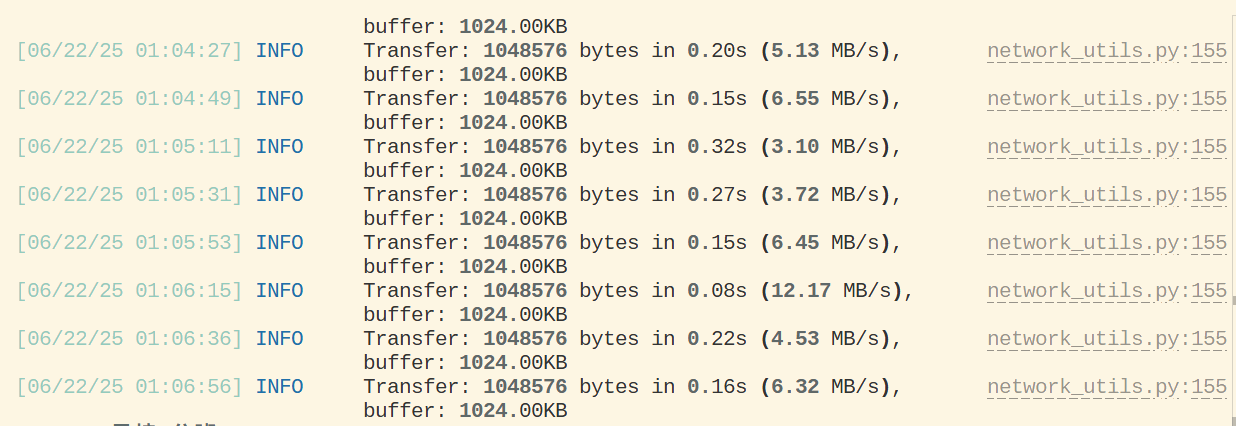 buffer: 1024.00KB
[06/22/25 01:04:27] INFO Transfer: 1048576 bytes in 0.20s (5.13 MB/s), network_utils.py:155
buffer: 1024.00KB
[06/22/25 01:04:49] INFO Transfer: 1048576 bytes in 0.15s (6.55 MB/s), network_utils.py:155
buffer: 1024.00KB
[06/22/25 01:05:11] INFO Transfer: 1048576 bytes in 0.32s (3.10 MB/s), network_utils.py:155
buffer: 1024.00KB
[06/22/25 01:05:31] INFO Transfer: 1048576 bytes in 0.27s (3.72 MB/s), network_utils.py:155
buffer: 1024.00KB
[06/22/25 01:05:53] INFO Transfer: 1048576 bytes in 0.15s (6.45 MB/s), network_utils.py:155
buffer: 1024.00KB
[06/22/25 01:06:15] INFO Transfer: 1048576 bytes in 0.08s (12.17 MB/s), network_utils.py:155
buffer: 1024.00KB
[06/22/25 01:06:36] INFO Transfer: 1048576 bytes in 0.22s (4.53 MB/s), network_utils.py:155
buffer: 1024.00KB
[06/22/25 01:06:56] INFO Transfer: 1048576 bytes in 0.16s (6.32 MB/s), network_utils.py:155
buffer: 1024.00KB